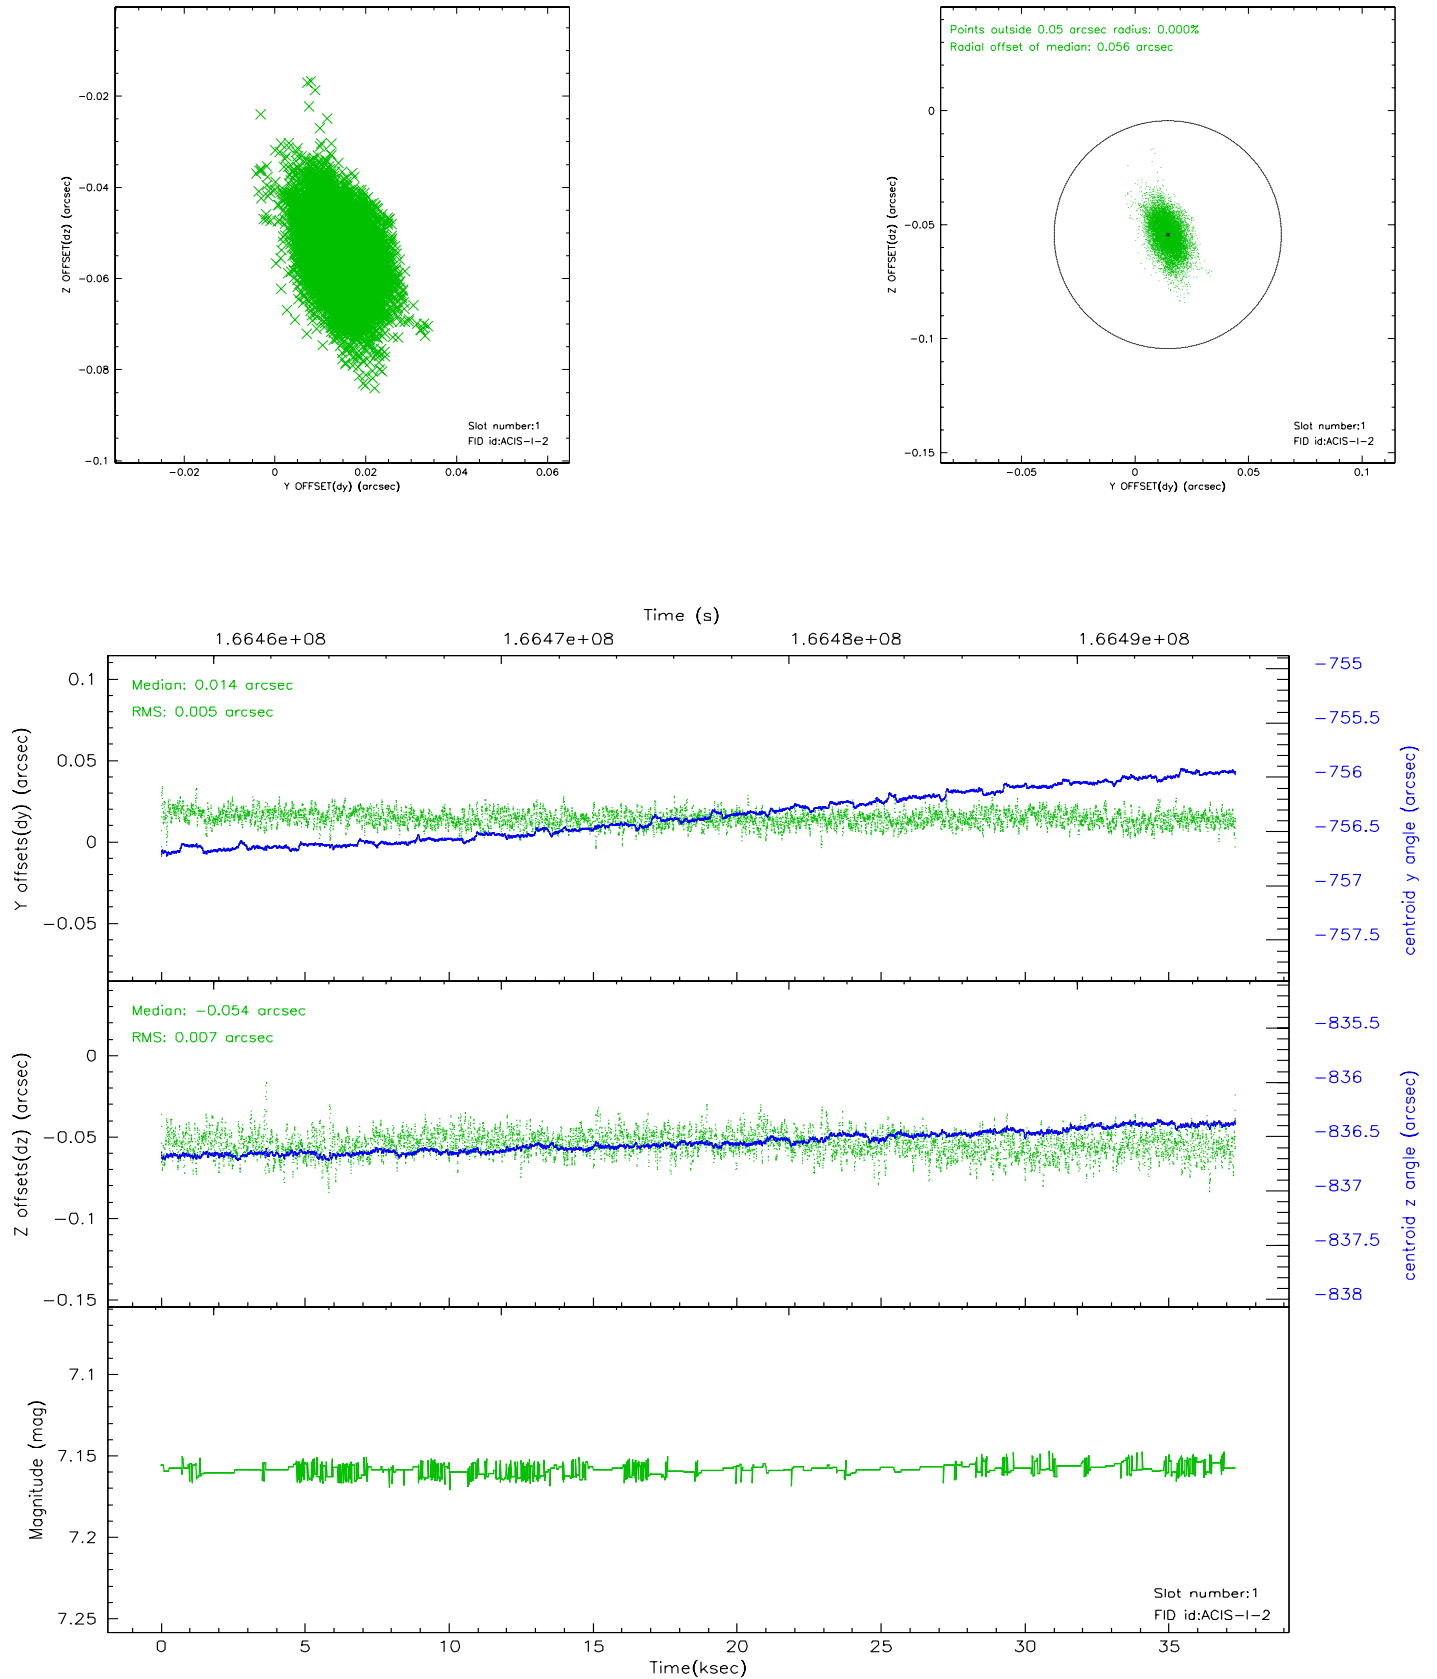 −0.02
−0.04
−0.06
−0.08
−0.1
Z OFFSET(dz) (arcsec)
Slot number:1
FID id:ACIS−I−2
−0.02 0 0.02 0.04 0.06
Y OFFSET(dy) (arcsec)
Points outside 0.05 arcsec radius: 0.000%
Radial offset of median: 0.056 arcsec
0
−0.05
−0.1
−0.15
Z OFFSET(dz) (arcsec)
Slot number:1
FID id:ACIS−I−2
−0.05 0 0.05 0.1
Y OFFSET(dy) (arcsec)
Time (s)
1.6646e+08 1.6647e+08 1.6648e+08 1.6649e+08
Median: 0.014 arcsec
RMS: 0.005 arcsec
0.1
0.05
0
−0.05
Y offsets(dy) (arcsec)
−755
−755.5
−756
−756.5
−757
−757.5
centroid y angle (arcsec)
Median: −0.054 arcsec
RMS: 0.007 arcsec
0
−0.05
−0.1
−0.15
Z offsets(dz) (arcsec)
−835.5
−836
−836.5
−837
−837.5
−838
centroid z angle (arcsec)
7.1
7.15
7.2
7.25
Magnitude (mag)
Slot number:1
FID id:ACIS−I−2
0 5 10 15 20 25 30 35
Time(ksec)